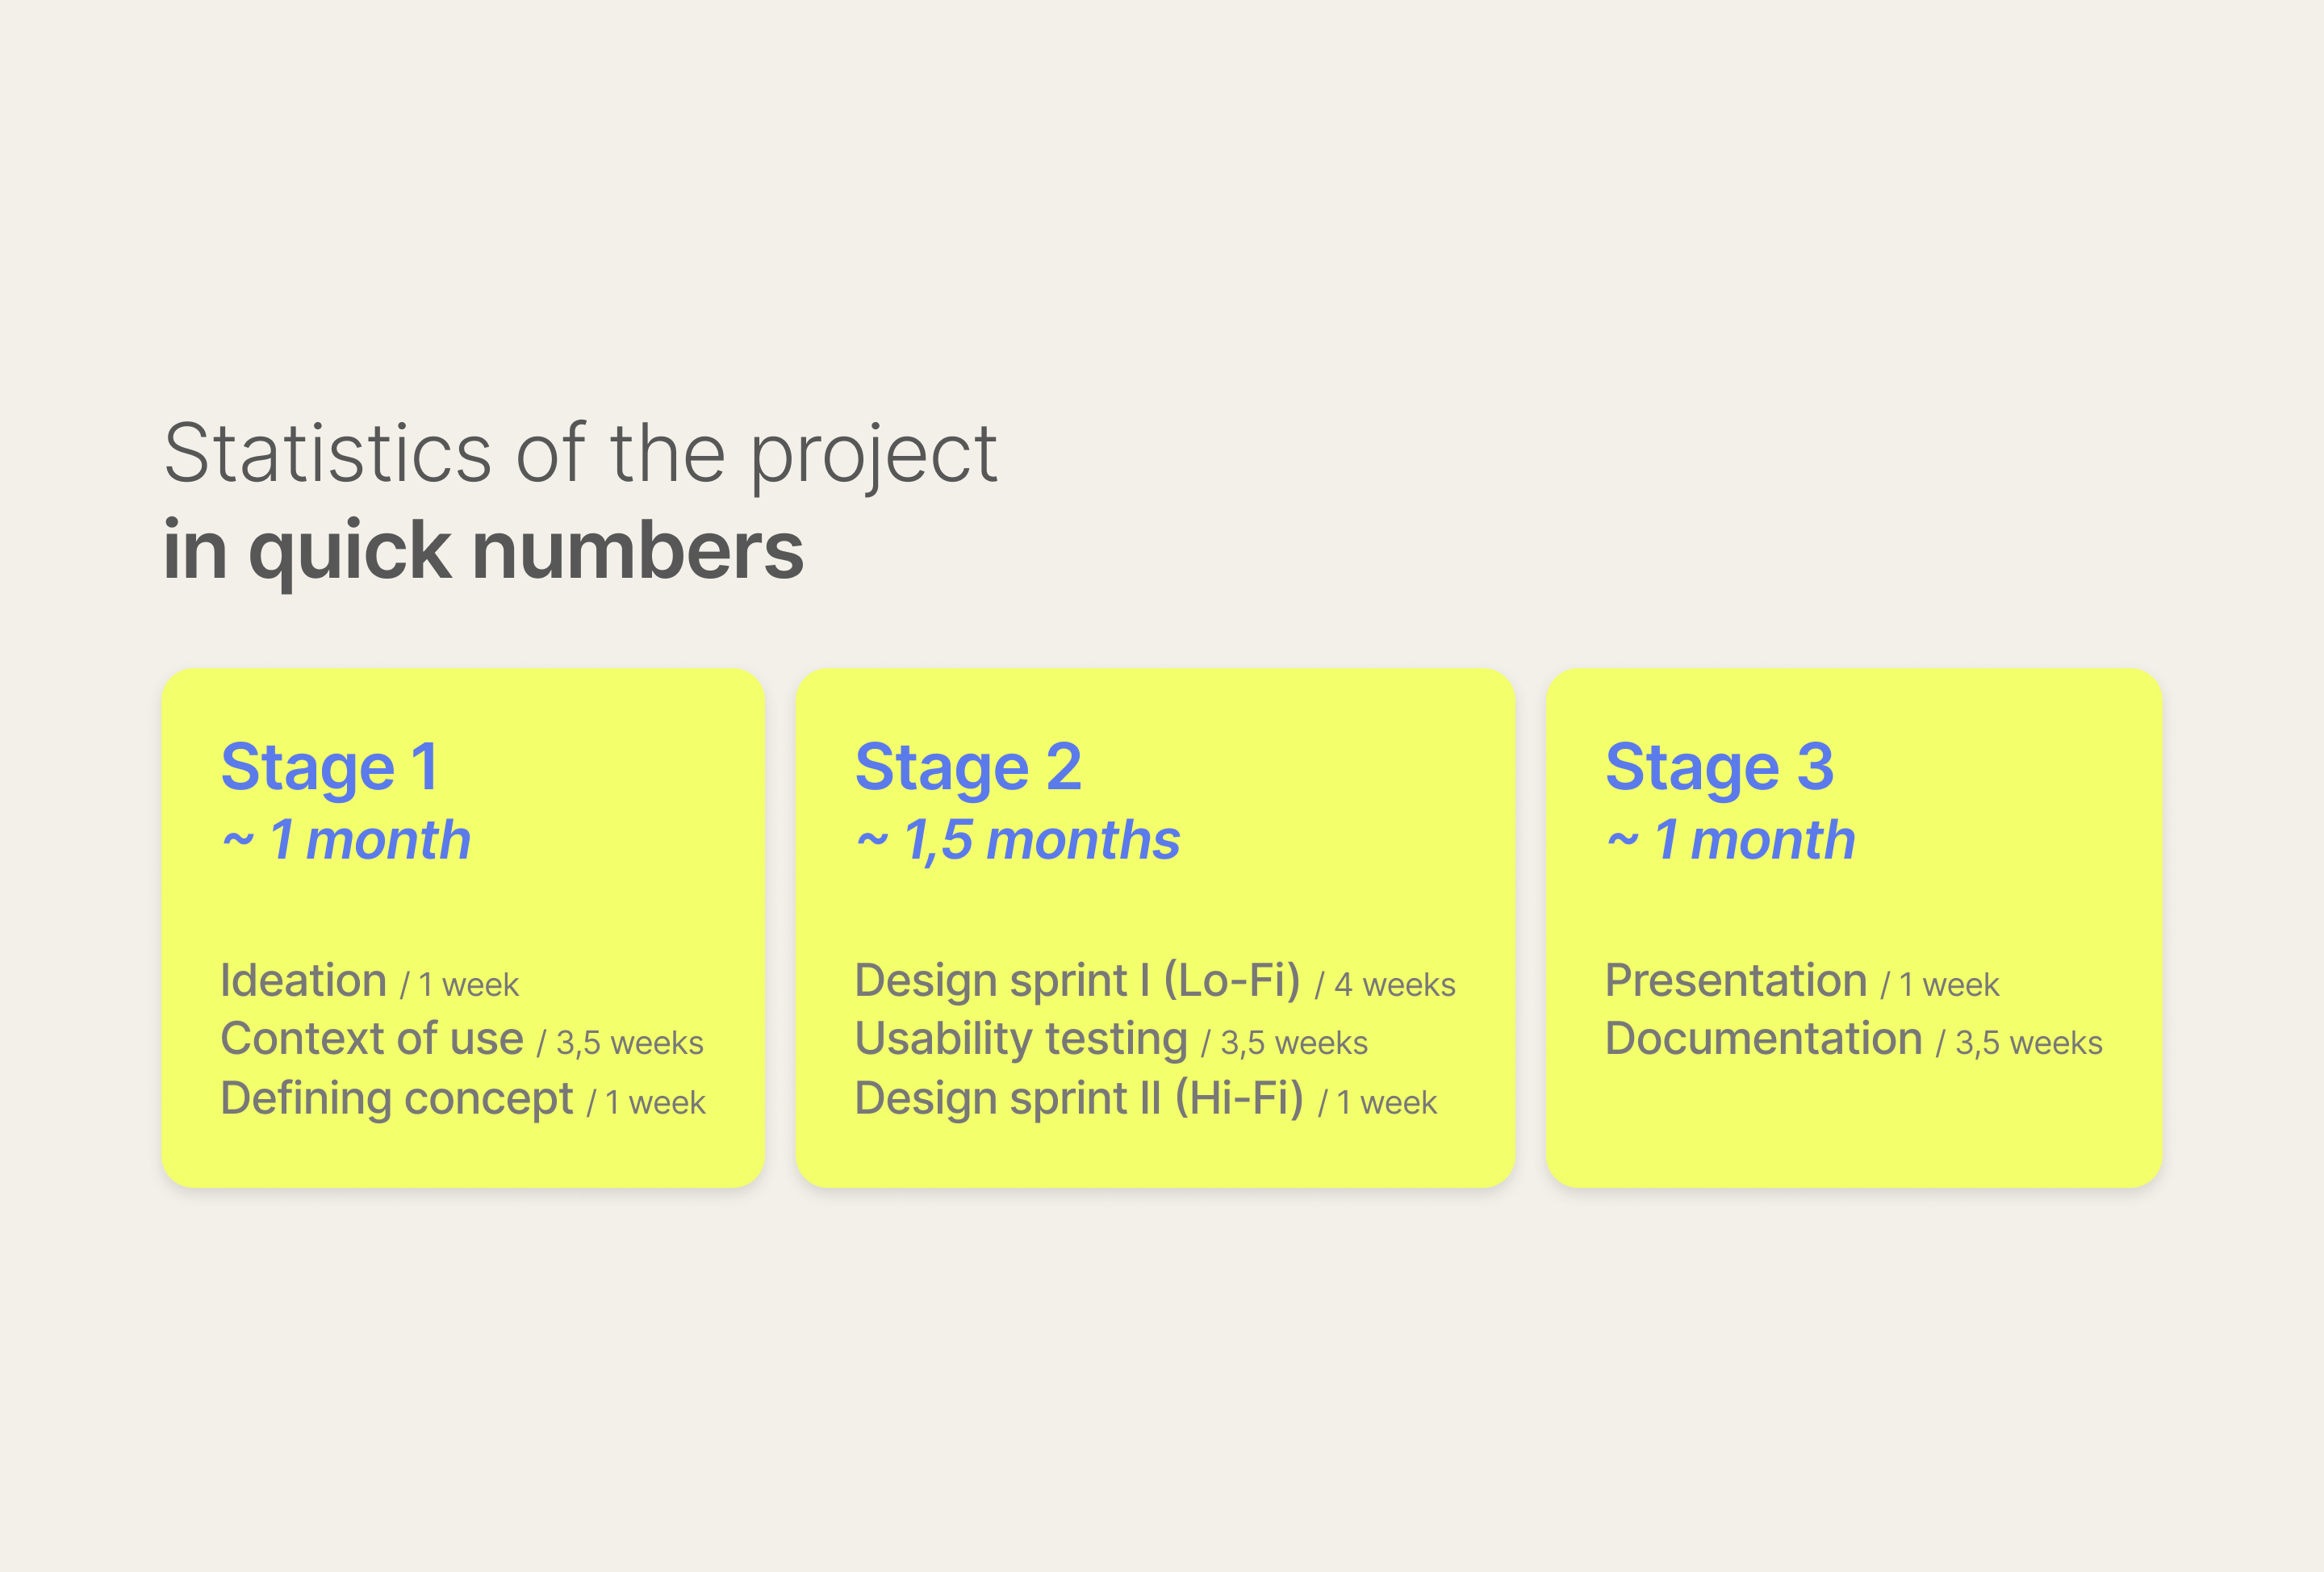 Statistics of the project
in quick numbers
Stage 1
~ 1 month
Ideation / 1 week
Context of use / 3,5 weeks
Defining concept / 1 week
Stage 2
~ 1,5 months
Design sprint I (Lo-Fi) / 4 weeks
Usability testing / 3,5 weeks
Design sprint II (Hi-Fi) / 1 week
Stage 3
~ 1 month
Presentation / 1 week
Documentation / 3,5 weeks